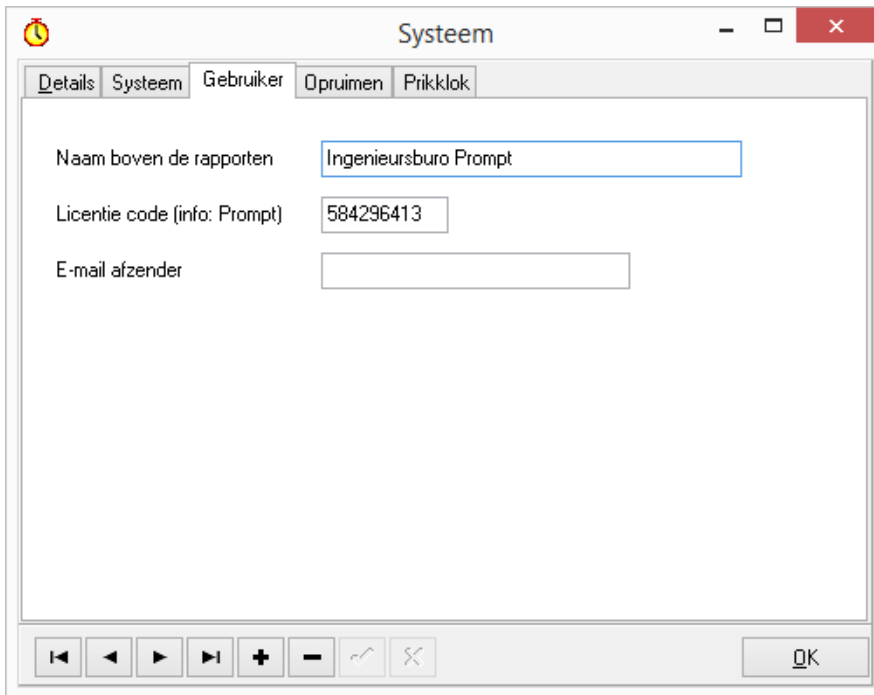 Systeem
Details Systeem Gebruiker Opruimen Prikklok
Naam boven de rapporten Ingenieursburo Prompt
Licentie code (info: Prompt) 584296413
E-mail afzender
OK